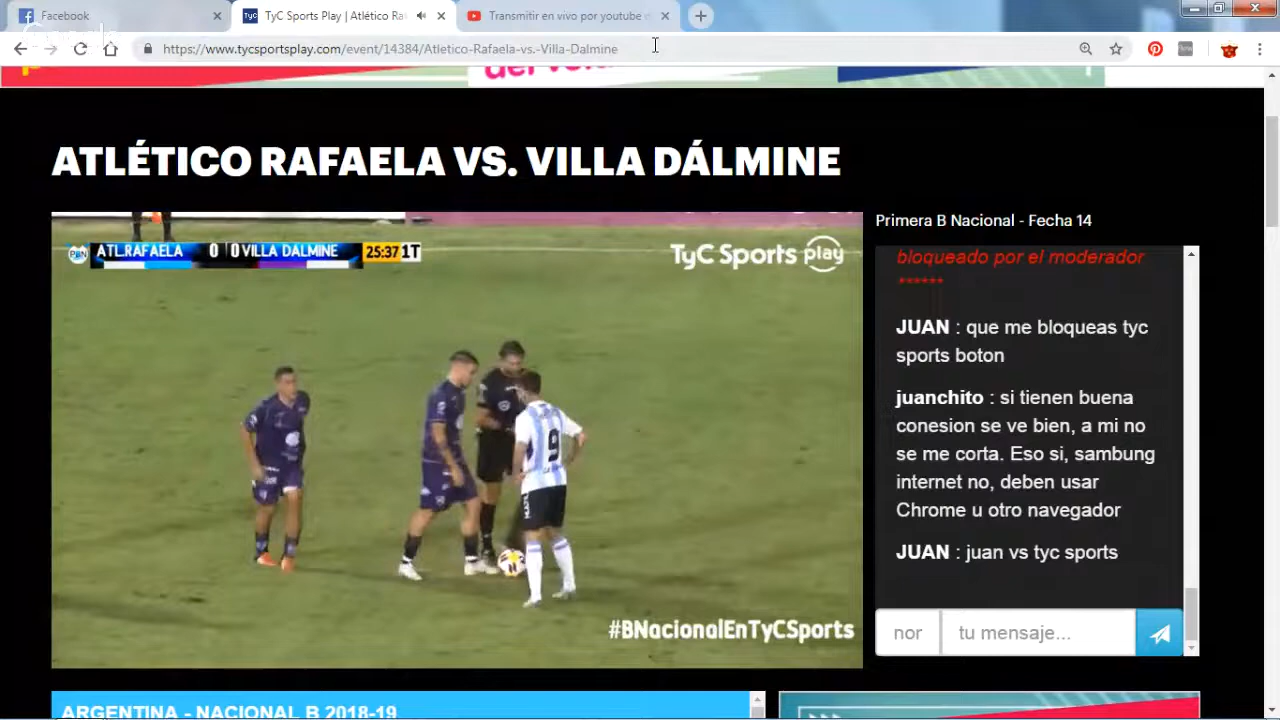 Facebook
TyC Sports Play | Atlético Ra
Transmitir en vivo por youtube
https://www.tycsportsplay.com/event/14384/Atletico-Rafaela-vs.-Villa-Dalmine
ATLÉTICO RAFAELA VS. VILLA DÁLMINE
ATL.RAFAELA 0 0 VILLA DALMINE 25:37 1T
TyC Sports play
9
#BNacionalEnTyCSports
Primera B Nacional - Fecha 14
bloqueado por el moderador
******
JUAN : que me bloqueas tyc
sports boton
juanchito : si tienen buena
conesion se ve bien, a mi no
se me corta. Eso si, sambung
internet no, deben usar
Chrome u otro navegador
JUAN : juan vs tyc sports
nor
tu mensaje...
ARGENTINA - NACIONAL B 2018-19